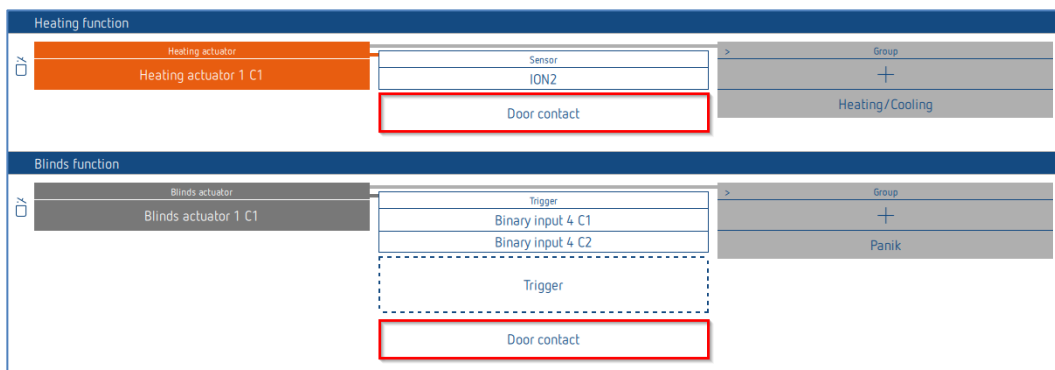 Heating function
Heating actuator
Heating actuator 1 C1
Sensor
ION2
Door contact
> Group
+
Heating/Cooling
Blinds function
Blinds actuator
Blinds actuator 1 C1
Trigger
Binary input 4 C1
Binary input 4 C2
Trigger
Door contact
> Group
+
Panik